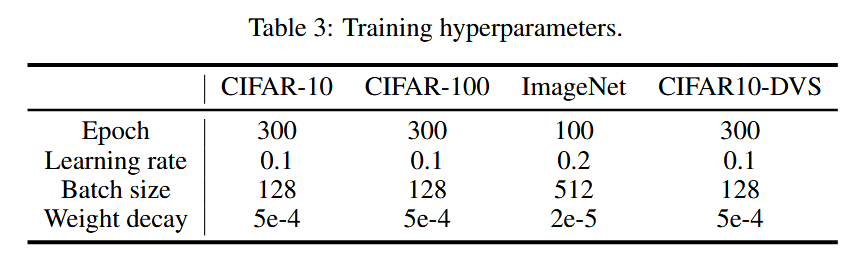 Table 3: Training hyperparameters.
CIFAR-10 CIFAR-100 ImageNet CIFAR10-DVS
Epoch 300 300 100 300
Learning rate 0.1 0.1 0.2 0.1
Batch size 128 128 512 128
Weight decay 5e-4 5e-4 2e-5 5e-4